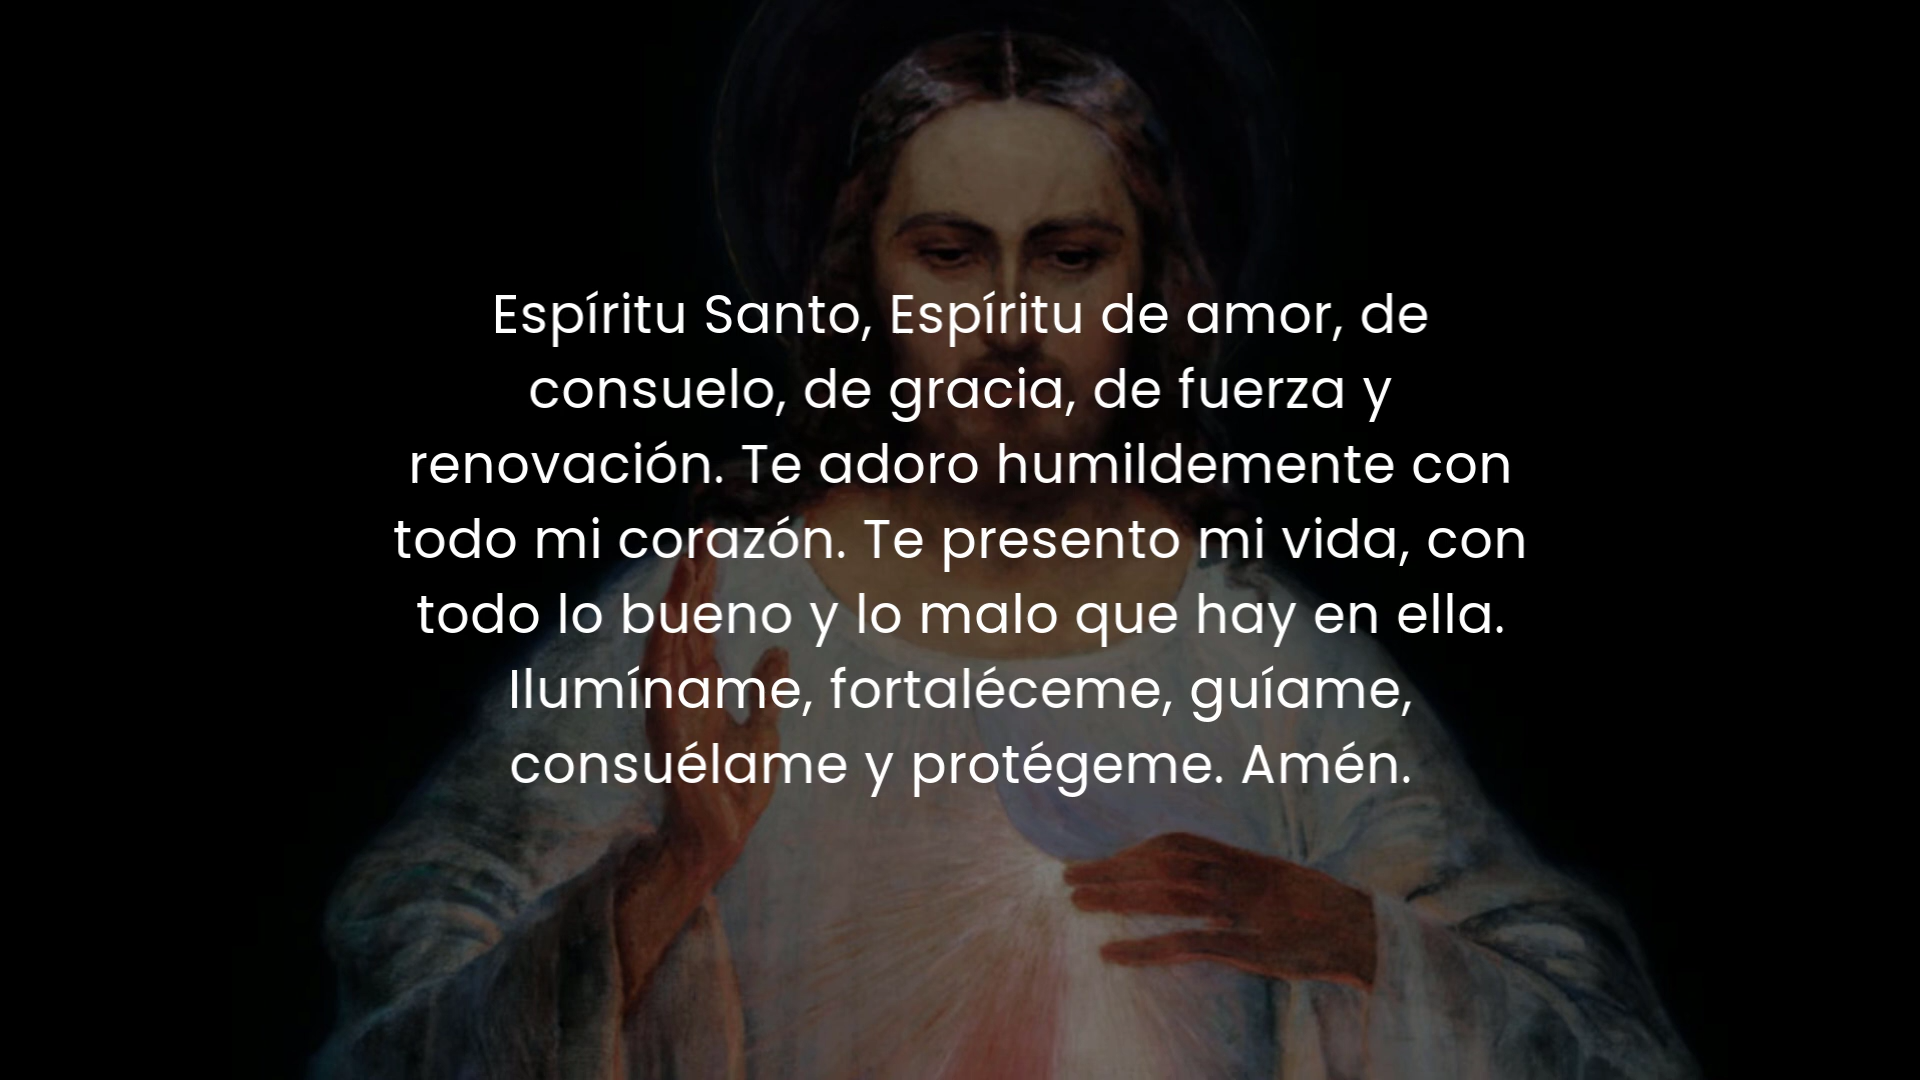 Espíritu Santo, Espíritu de amor, de
consuelo, de gracia, de fuerza y
renovación. Te adoro humildemente con
todo mi corazón. Te presento mi vida, con
todo lo bueno y lo malo que hay en ella.
Ilumíname, fortaléceme, guíame,
consuélame y protégeme. Amén.